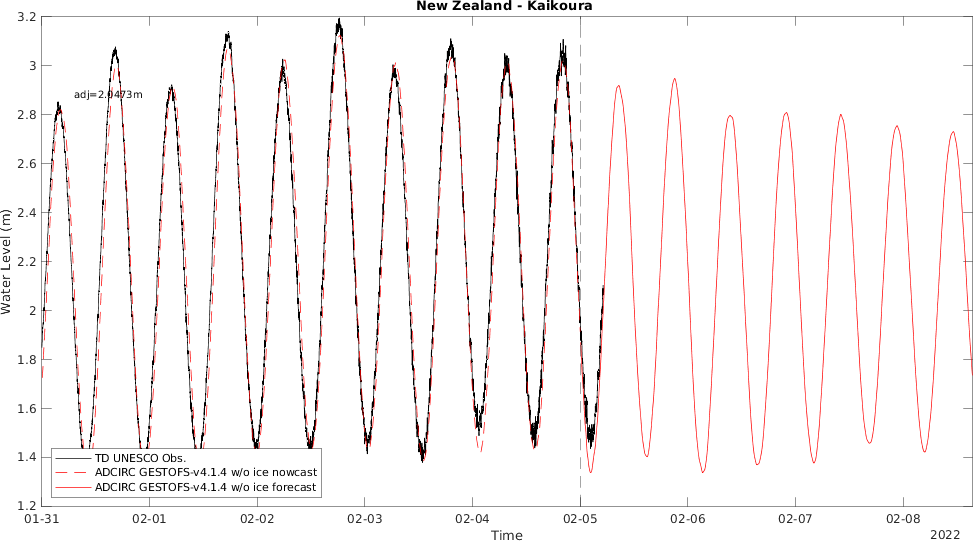 New Zealand - Kaikoura
3.2
3
2.8
2.6
2.4
2.2
2
1.8
1.6
1.4
1.2
Water Level (m)
adj=2.0473m
TD UNESCO Obs.
ADCIRC GESTOFS-v4.1.4 w/o ice nowcast
ADCIRC GESTOFS-v4.1.4 w/o ice forecast
01-31 02-01 02-02 02-03 02-04 02-05 02-06 02-07 02-08
Time
2022